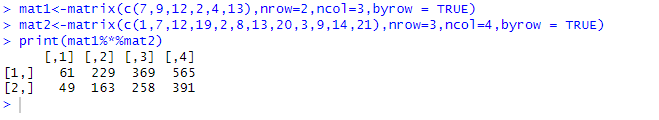 > mat1<-matrix(c(7,9,12,2,4,13),nrow=2,ncol=3,byrow = TRUE)
> mat2<-matrix(c(1,7,12,19,2,8,13,20,3,9,14,21),nrow=3,ncol=4,byrow = TRUE)
> print(mat1%*%mat2)
     [,1] [,2] [,3] [,4]
[1,]   61  229  369  565
[2,]   49  163  258  391
>